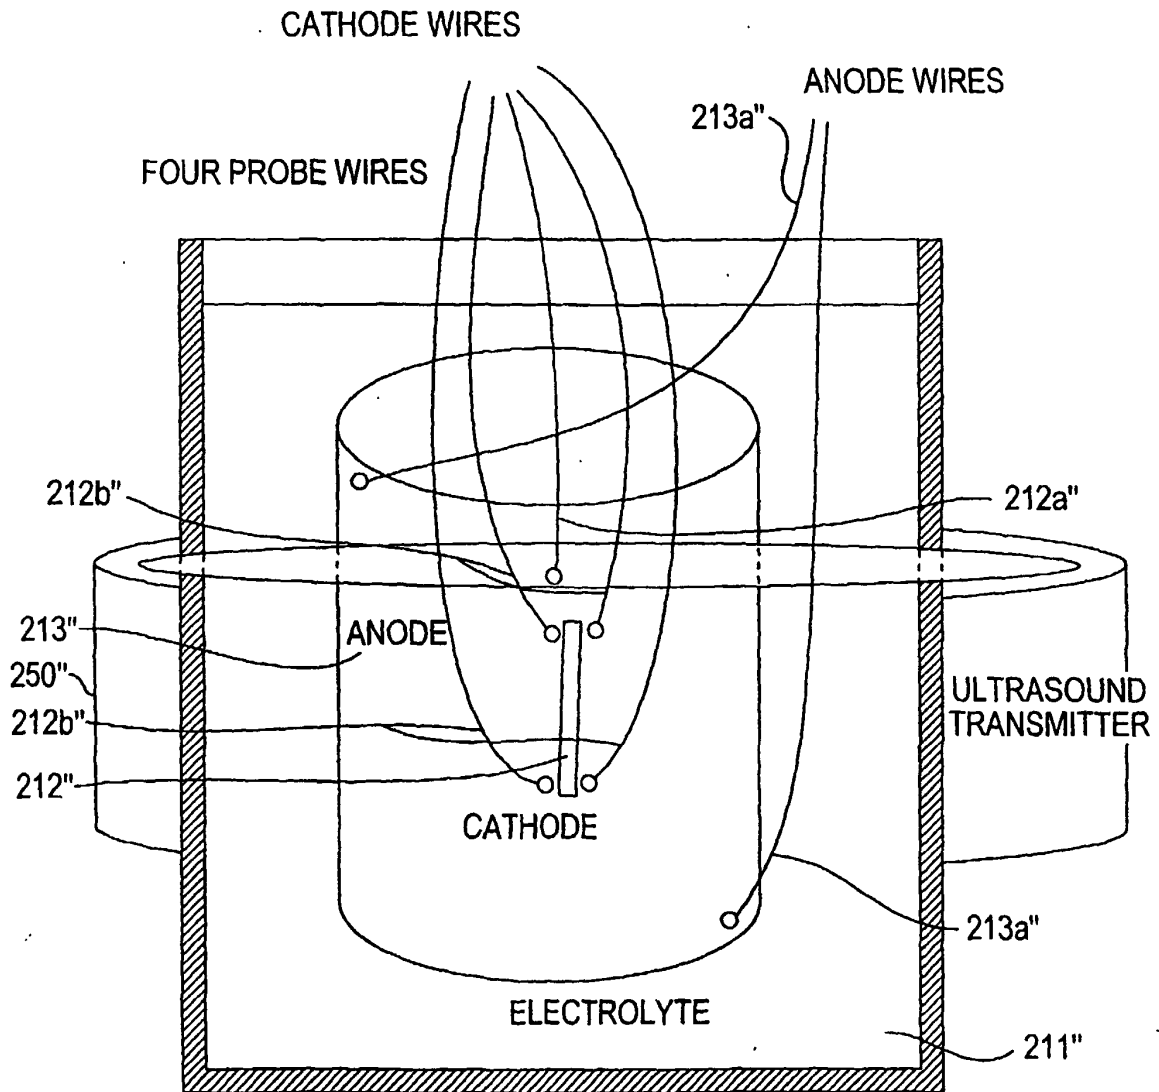 CATHODE WIRES
ANODE WIRES
213a"
FOUR PROBE WIRES
212b"
212a"
213"
ANODE
250"
ULTRASOUND
TRANSMITTER
212b"
212"
CATHODE
213a"
ELECTROLYTE
211"